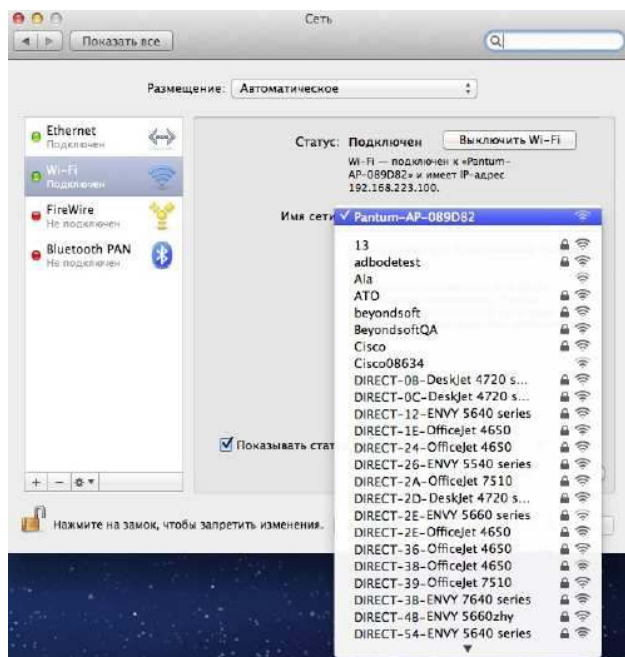 Сеть
Показать все
Размещение: Автоматическое
Ethernet
Подключен
Wi-Fi
Подключен
FireWire
Не подключен
Bluetooth PAN
Не подключен
Статус: Подключен Выключить Wi-Fi
Wi-Fi — подключен к «Pantum-
AP-089D82» и имеет IP-адрес
192.168.223.100.
Имя сети ✓ Pantum-AP-089D82
13
adbodetest
Ala
ATO
beyondsoft
BeyondsoftQA
Cisco
Cisco08634
DIRECT-0B-DeskJet 4720 s...
DIRECT-0C-DeskJet 4720 s...
DIRECT-12-ENVY 5640 series
DIRECT-1E-OfficeJet 4650
DIRECT-24-OfficeJet 4650
DIRECT-26-ENVY 5540 series
DIRECT-2A-OfficeJet 7510
DIRECT-2D-DeskJet 4720 s...
DIRECT-2E-ENVY 5660 series
DIRECT-2E-OfficeJet 4650
DIRECT-36-OfficeJet 4650
DIRECT-38-OfficeJet 4650
DIRECT-39-OfficeJet 7510
DIRECT-3B-ENVY 7640 series
DIRECT-4B-ENVY 5660zhy
DIRECT-54-ENVY 5640 series
Показывать стат
Нажмите на замок, чтобы запретить изменения.